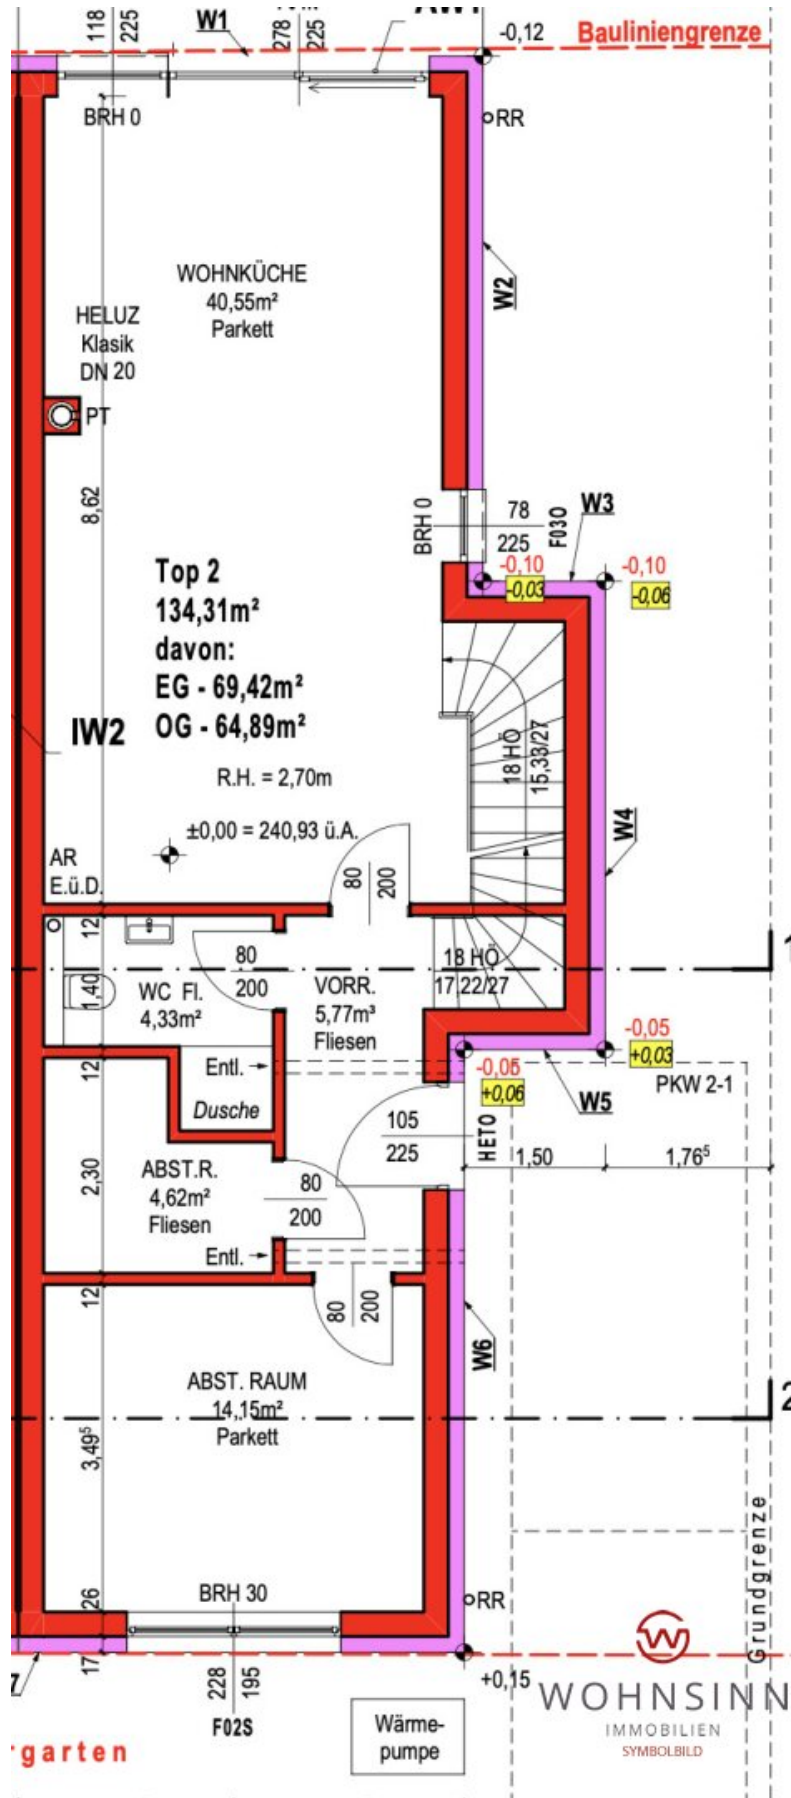 118
225
W1
278
225
-0,12
Bauliniengrenze
BRH 0
RR
WOHNKÜCHE
40,55m²
Parkett
W2
HELUZ
Klasik
DN 20
PT
8,62
BRH 0
78
225
F03O
W3
-0,10
-0,03
-0,10
-0,06
Top 2
134,31m²
davon:
EG - 69,42m²
OG - 64,89m²
IW2
R.H. = 2,70m
±0,00 = 240,93 ü.A.
18 HÖ
15,33/27
W4
AR
E.ü.D.
80
200
12
1,40
WC Fl.
4,33m²
80
200
VORR.
5,77m³
Fliesen
18 HÖ
17,22/27
1
-0,05
+0,03
-0,05
+0,06
W5
PKW 2-1
12
Entl.
Dusche
105
225
HETO
1,50
1,76⁵
2,30
ABST.R.
4,62m²
Fliesen
80
200
Entl.
12
80
200
W6
ABST. RAUM
14,15m²
Parkett
2
3,49⁵
Grundgrenze
26
BRH 30
RR
17
7
228
195
F02S
+0,15
Wärme-
pumpe
WOHNSINN
IMMOBILIEN
SYMBOLBILD
rgarten